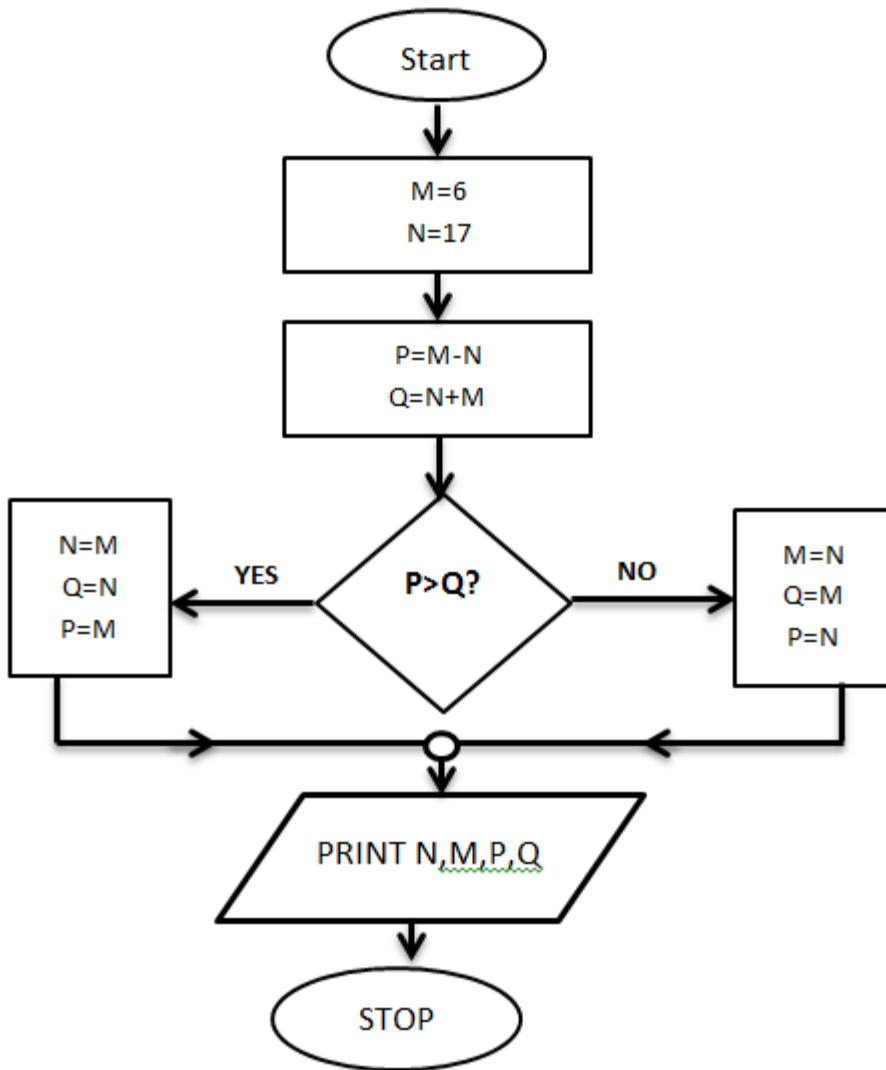 Start
M=6
N=17
P=M-N
Q=N+M
P>Q?
YES
NO
N=M
Q=N
P=M
M=N
Q=M
P=N
PRINT N,M,P,Q
STOP